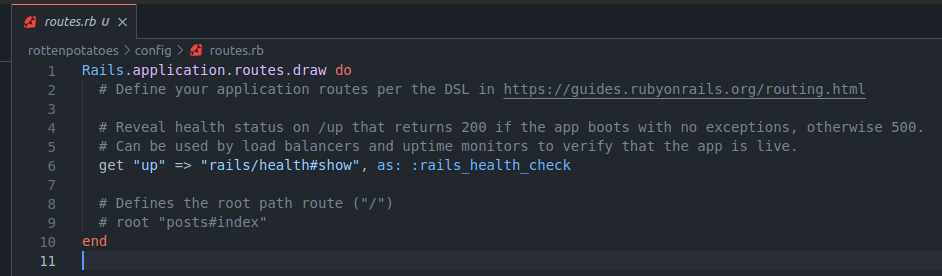 routes.rb U ×
rottenpotatoes > config > routes.rb
1 Rails.application.routes.draw do
2 # Define your application routes per the DSL in https://guides.rubyonrails.org/routing.html
3
4 # Reveal health status on /up that returns 200 if the app boots with no exceptions, otherwise 500.
5 # Can be used by load balancers and uptime monitors to verify that the app is live.
6 get "up" => "rails/health#show", as: :rails_health_check
7
8 # Defines the root path route ("/")
9 # root "posts#index"
10 end
11